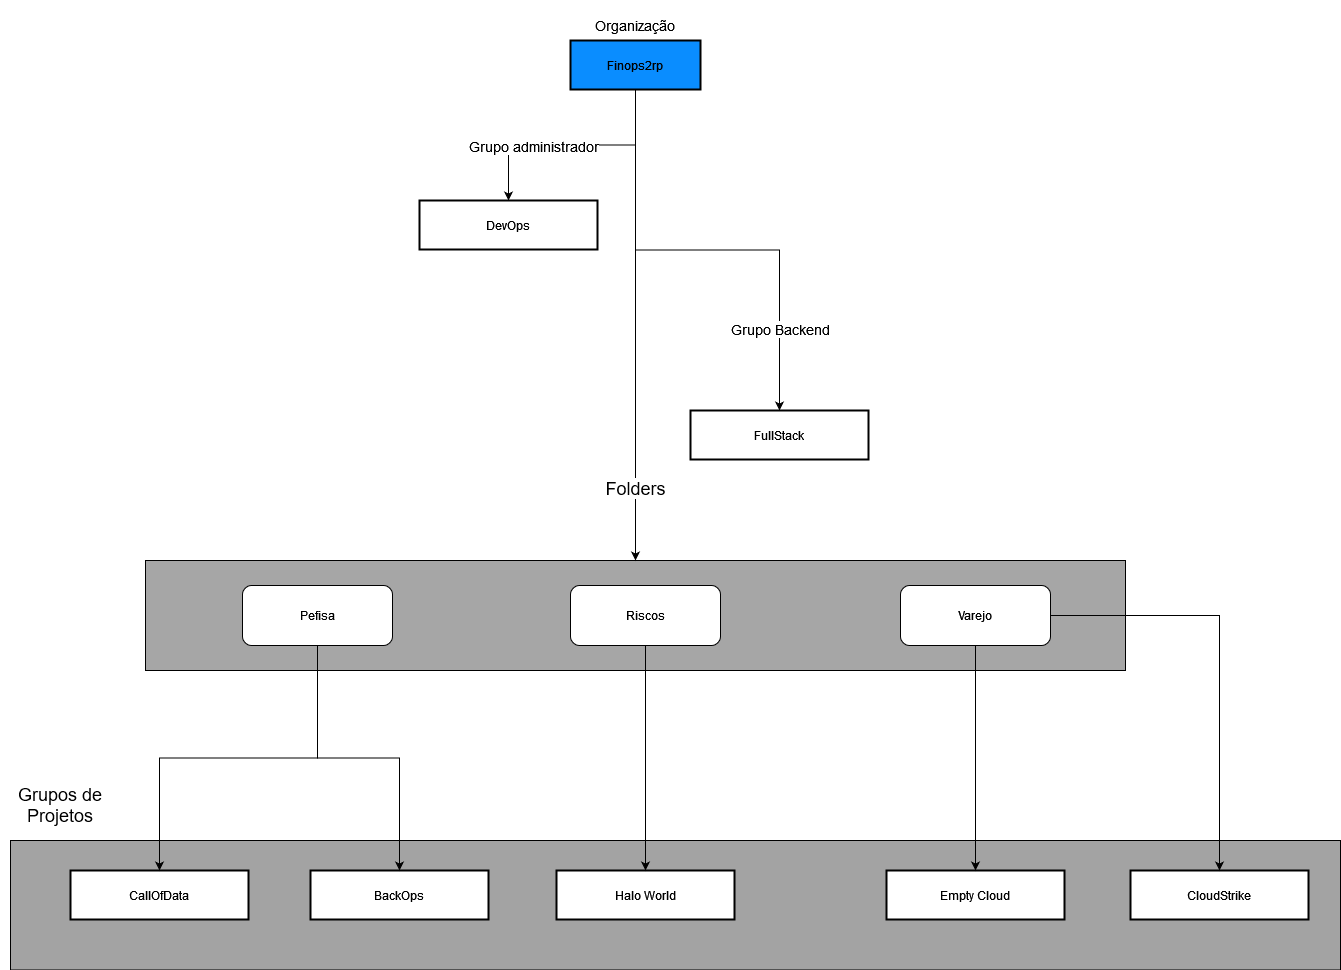 Organização
Finops2rp
Grupo administrador
DevOps
Grupo Backend
FullStack
Folders
Pefisa
Riscos
Varejo
Grupos de
Projetos
CallOfData
BackOps
Halo World
Empty Cloud
CloudStrike